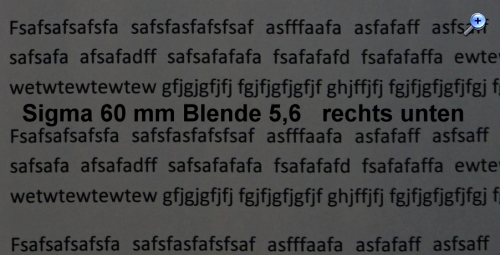 Fsafsafsafsfa safsfasfafsfsaf asfffaafa asfafaff asfsaff
safsafa afsafadff safsafafafa fsafafafd fsafafaffa ewte
wetwtewtewtew gfjgjgfjfj fgjfjgfjgfjf ghjffjfj fgjfjgfjgfjfgj f
Sigma 60 mm Blende 5,6 rechts unten
Fsafsafsafsfa safsfasfafsfsaf asfffaafa asfafaff asfsaff
safsafa afsafadff safsafafafa fsafafafd fsafafaffa ewte
wetwtewtewtew gfjgjgfjfj fgjfjgfjgfjf ghjffjfj fgjfjgfjgfjfgj f
Fsafsafsafsfa safsfasfafsfsaf asfffaafa asfafaff asfsaff